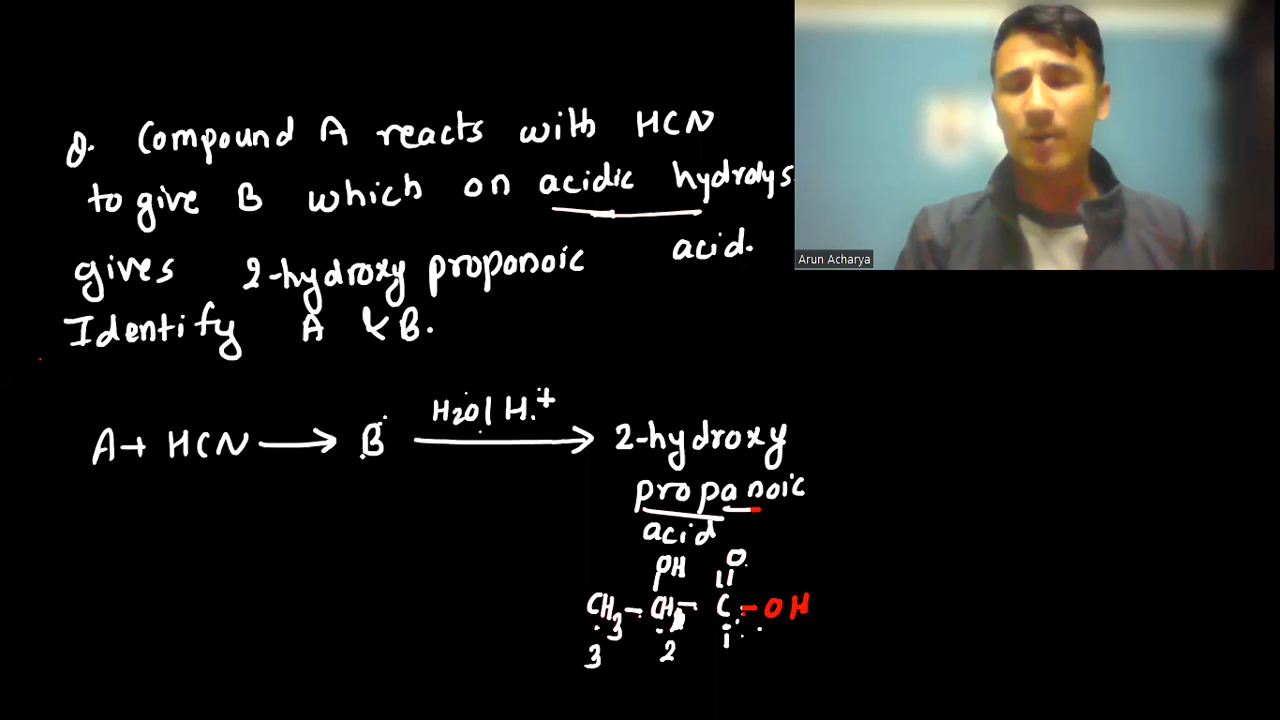 Q. Compound A reacts with HCN
to give B which on acidic hydrolys
gives 2-hydroxy propanoic acid.
Identify A & B.
Arun Acharya
A + HCN → B H2O/H+ → 2-hydroxy
propanoic
acid
OH O
CH3 - CH - C - OH
3 2 1